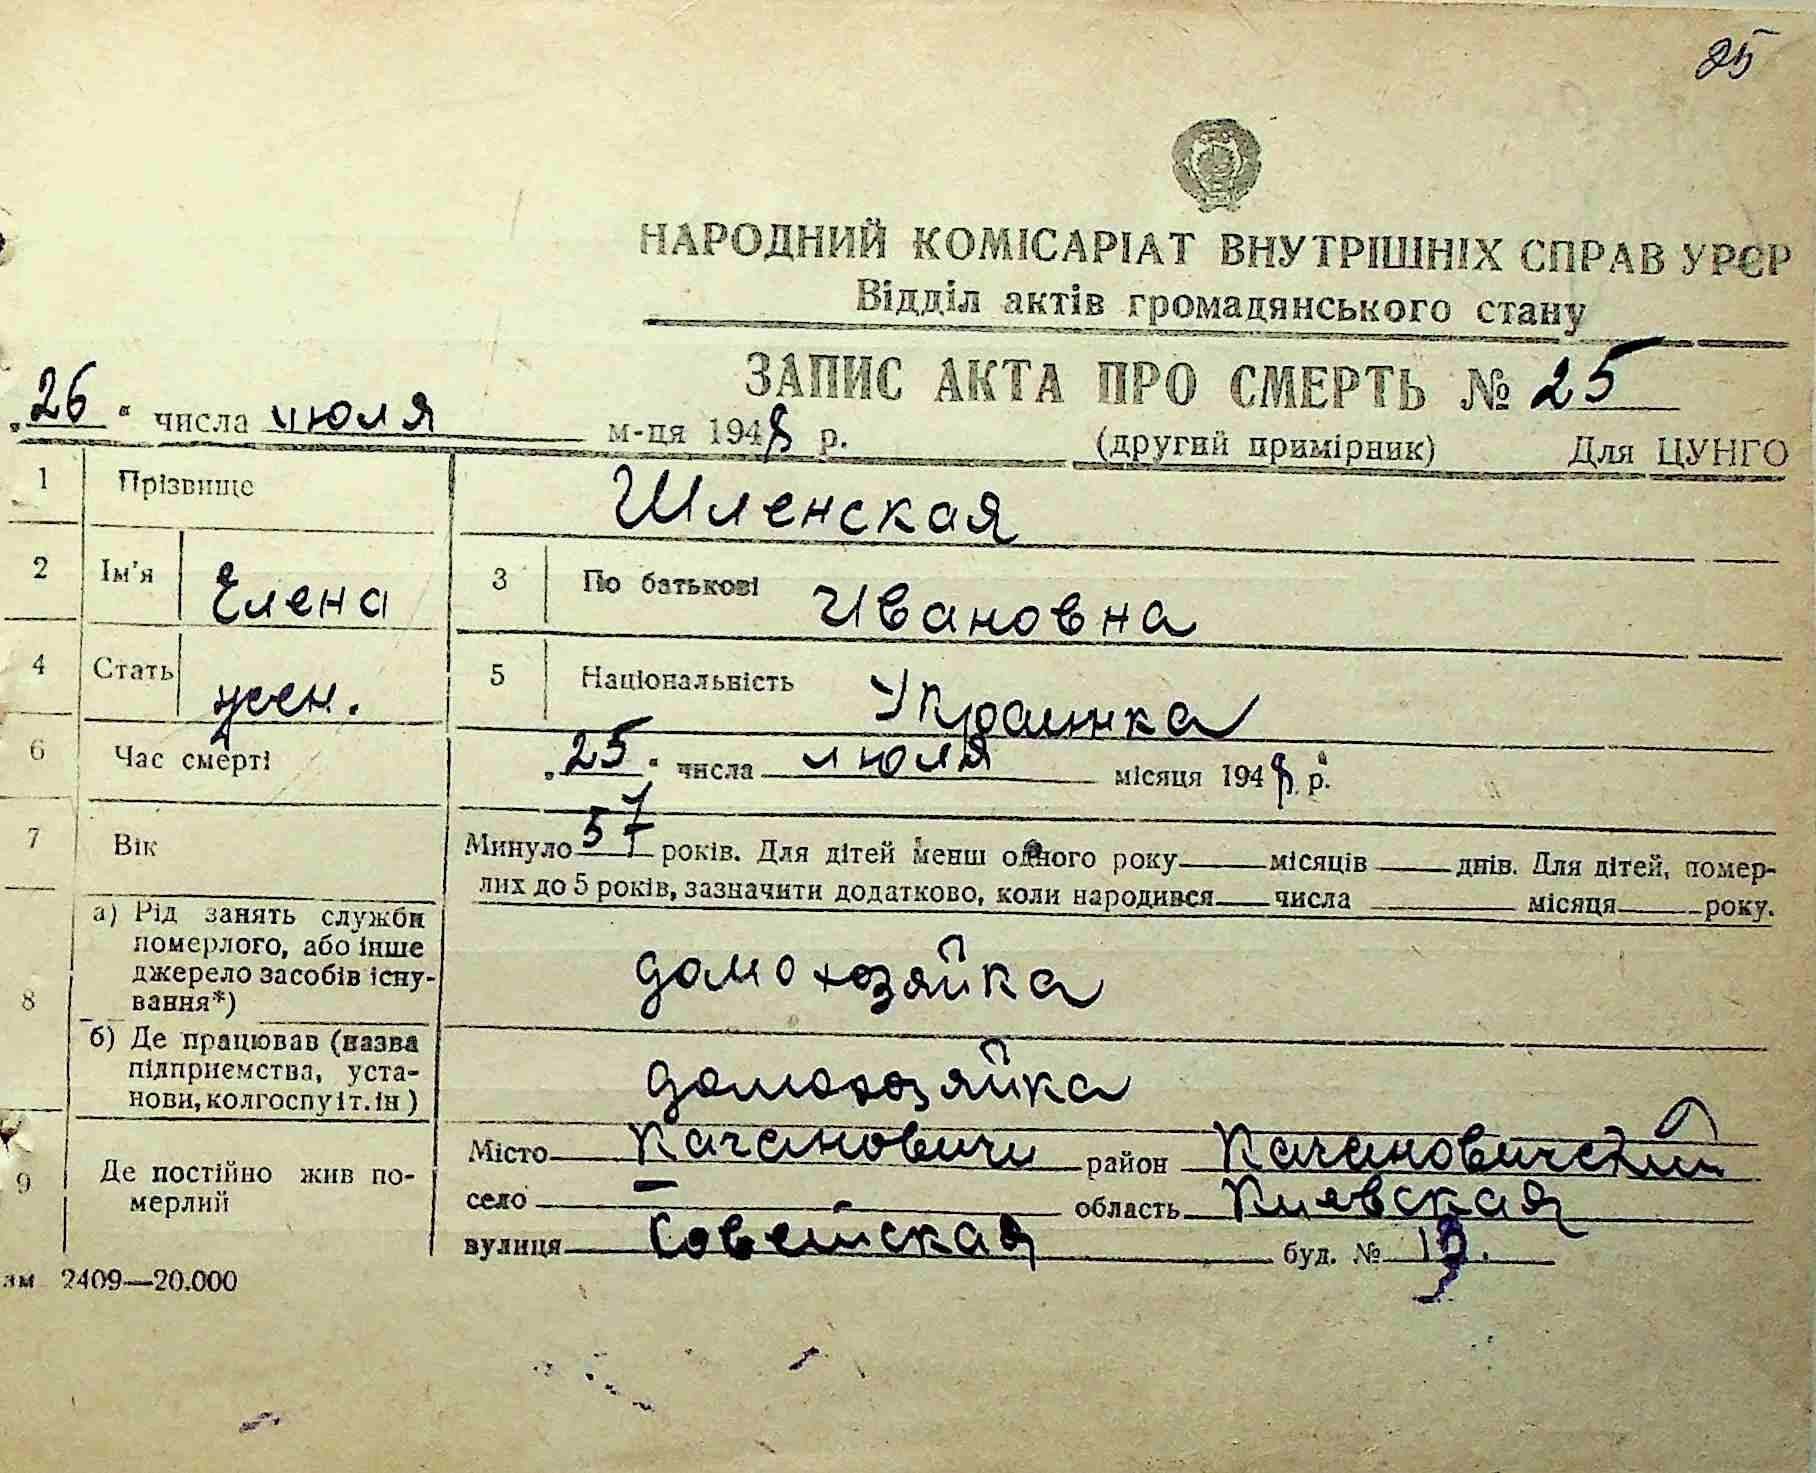 25
НАРОДНИЙ КОМІСАРІАТ ВНУТРІШНІХ СПРАВ УРСР
Відділ актів громадянського стану
ЗАПИС АКТА ПРО СМЕРТЬ № 25
„26“ числа июля м-ця 1948 р. (другий примірник) Для ЦУНГО
1 Прізвище Шленская
2 Ім'я Елена 3 По батькові Ивановна
4 Стать жен. 5 Національність Украинка
6 Час смерті „25“ числа июля місяця 1948 р.
7 Вік Минуло 57 років. Для дітей менш одного року місяців днів. Для дітей, помер-
лих до 5 років, зазначити додатково, коли народився числа місяця року.
8 а) Рід занять служби
померлого, або інше
джерело засобів існу-
вання*)
домохозяйка
б) Де працював (назва
підприємства, уста-
нови, колгоспу і т. ін)
домохозяйка
9 Де постійно жив по-
мерлий
Місто Кагановичи район Кагановический
село — область Киевская
вулиця Советская буд. № 19.
зм 2409—20.000